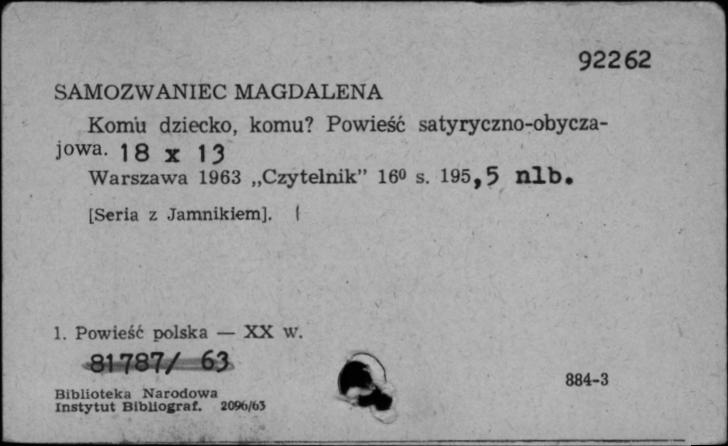 92262
SAMOZWANIEC MAGDALENA
Komu dziecko, komu? Powieść satyryczno-obycza-
jowa. 18 x 13
Warszawa 1963 „Czytelnik” 16⁰ s. 195,5 nlb.
[Seria z Jamnikiem].
1. Powieść polska — XX w.
81787/ 63
884-3
Biblioteka Narodowa
Instytut Bibliograf. 2096/63